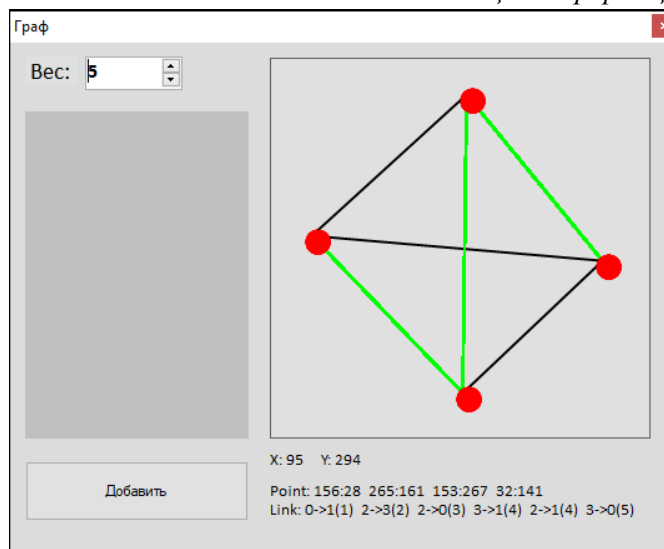 Граф
Вес: 5
Добавить
X: 95 Y: 294
Point: 156:28 265:161 153:267 32:141
Link: 0->1(1) 2->3(2) 2->0(3) 3->1(4) 2->1(4) 3->0(5)